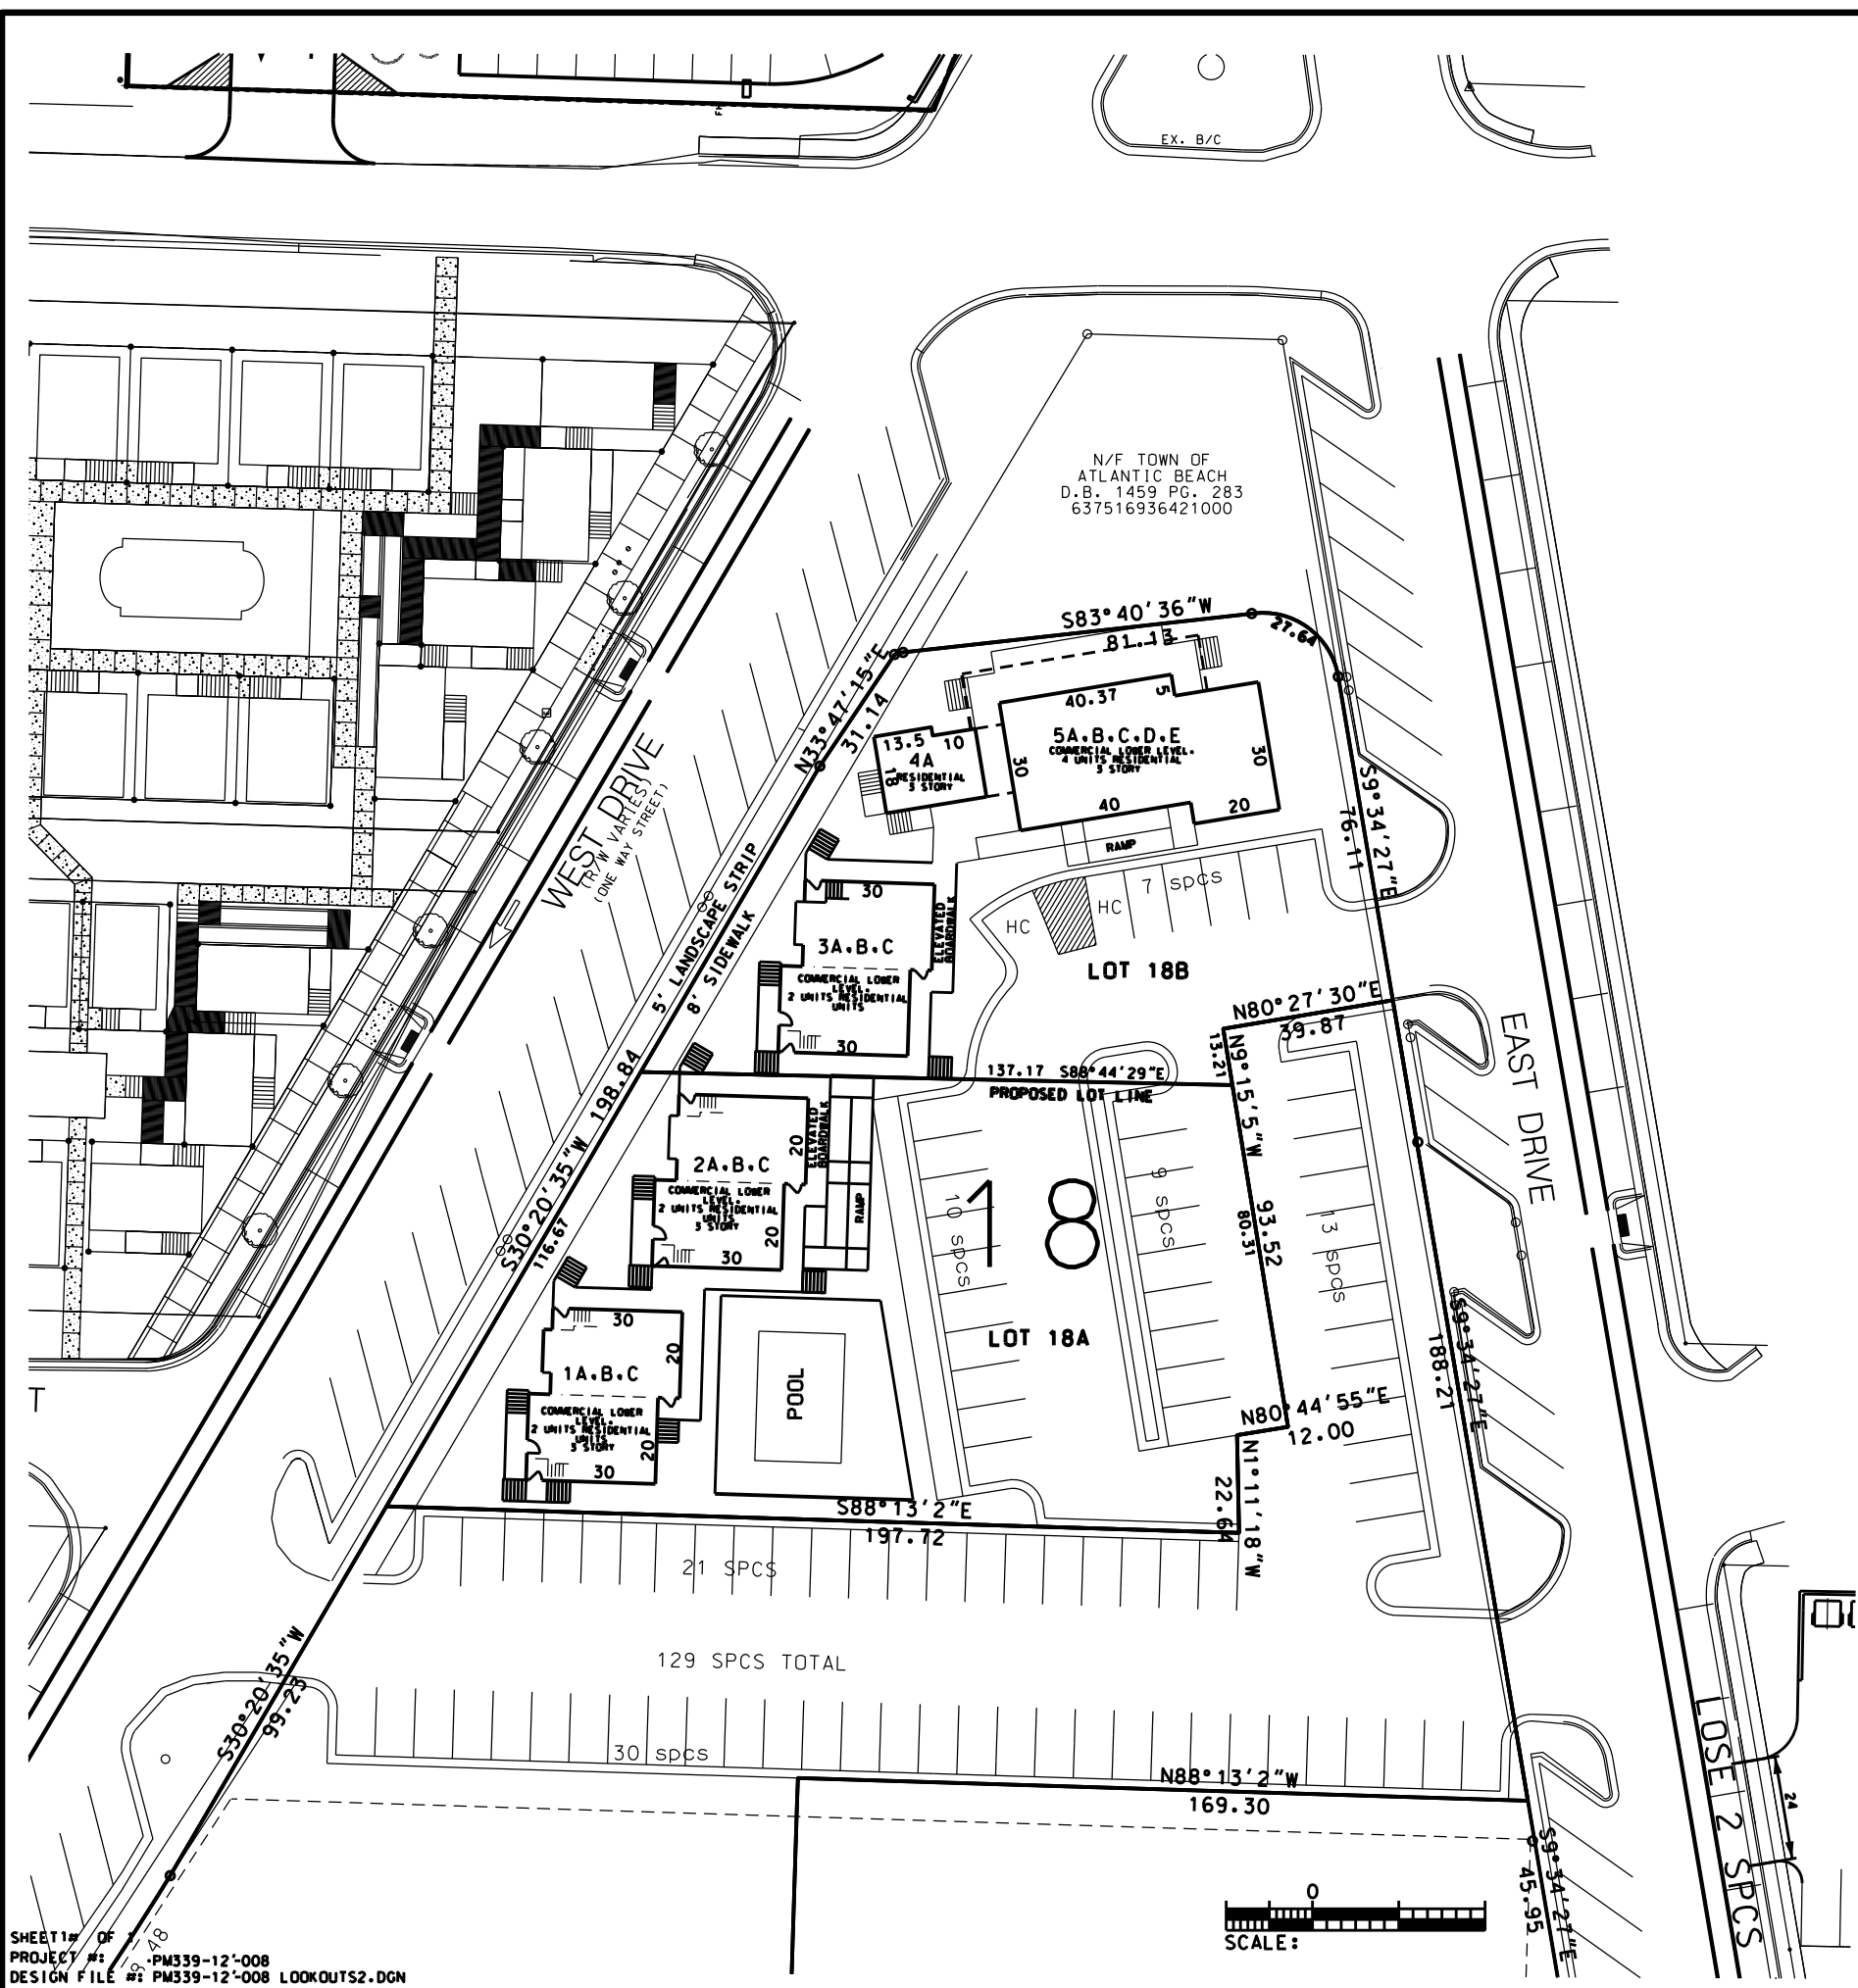 EX. B/C
N/F TOWN OF
ATLANTIC BEACH
D.B. 1459 PG. 283
637516936421000
S83°40'36"W
81.13
27.64
N33°47'15"E
31.14
40.37
5
5A.B.C.D.E
COMMERCIAL LOWER LEVEL.
4 UNITS RESIDENTIAL
3 STORY
30
30
40
20
RAMP
13.5
10
4A
18
RESIDENTIAL
3 STORY
S9°34'27"E
76.11
WEST DRIVE
(R/W VARIES)
(ONE WAY STREET)
5' LANDSCAPE STRIP
8' SIDEWALK
30
3A.B.C
COMMERCIAL LOWER
LEVEL.
2 UNITS RESIDENTIAL
UNITS
30
ELEVATED
BOARDWALK
7 spcs
HC
HC
LOT 18B
N80°27'30"E
39.87
13.21
N9°15'5"W
93.52
80.31
137.17 S88°44'29"E
PROPOSED LOT LINE
EAST DRIVE
S30°20'35"W 198.84
116.67
2A.B.C
COMMERCIAL LOWER
LEVEL.
2 UNITS RESIDENTIAL
UNITS
3 STORY
20
20
30
ELEVATED
BOARDWALK
RAMP
10 spcs
18
9 SPCS
13 spcs
LOT 18A
30
1A.B.C
COMMERCIAL LOWER
LEVEL.
2 UNITS RESIDENTIAL
UNITS
3 STORY
20
20
30
POOL
S9°34'27"E
188.21
N80°44'55"E
12.00
N1°11'18"W
22.64
S88°13'2"E
197.72
21 SPCS
129 SPCS TOTAL
S30°20'35"W
99.23
30 spcs
N88°13'2"W
169.30
S9°34'27"E
45.95
LOSE 2 SPCS
24
T
0
SCALE:
48
SHEET 1# OF 1
PROJECT #: PM339-12'-008
DESIGN FILE #: PM339-12'-008 LOOKOUTS2.DGN